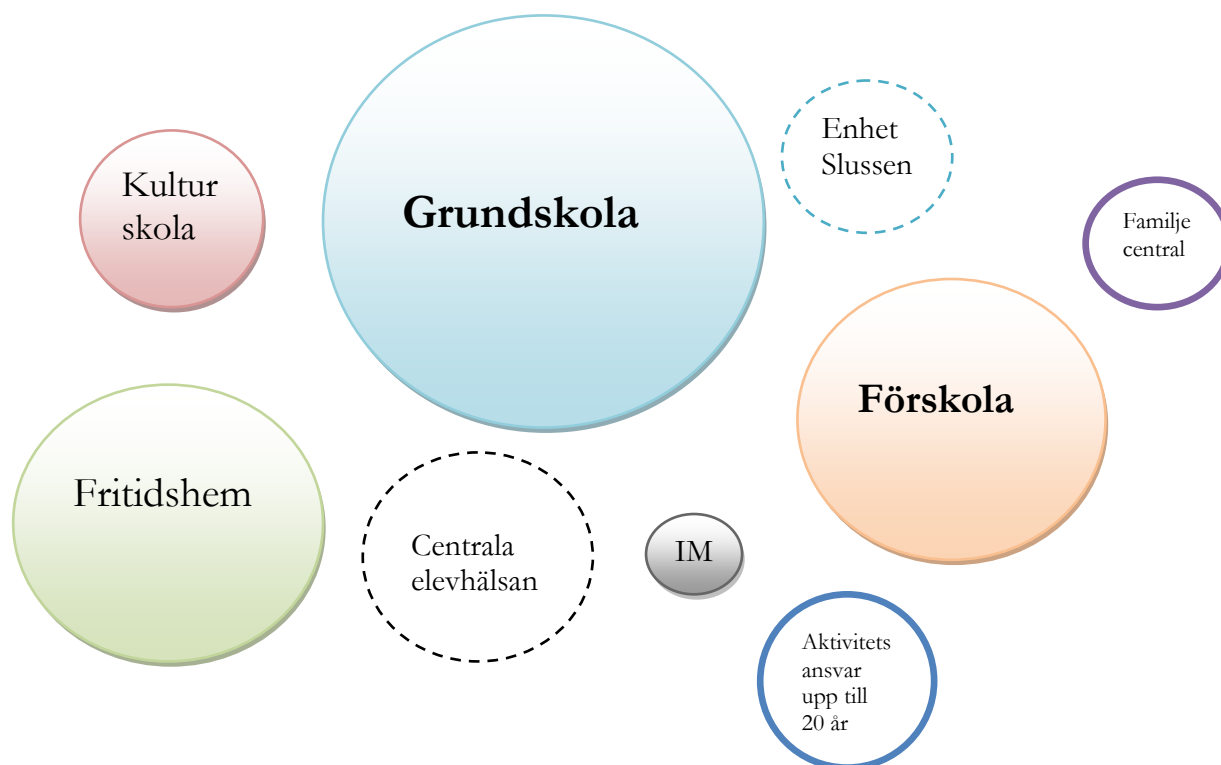 Enhet
Slussen
Kultur
skola
Grundskola
Familje
central
Förskola
Fritidshem
Centrala
elevhälsan
IM
Aktivitets
ansvar
upp till
20 år